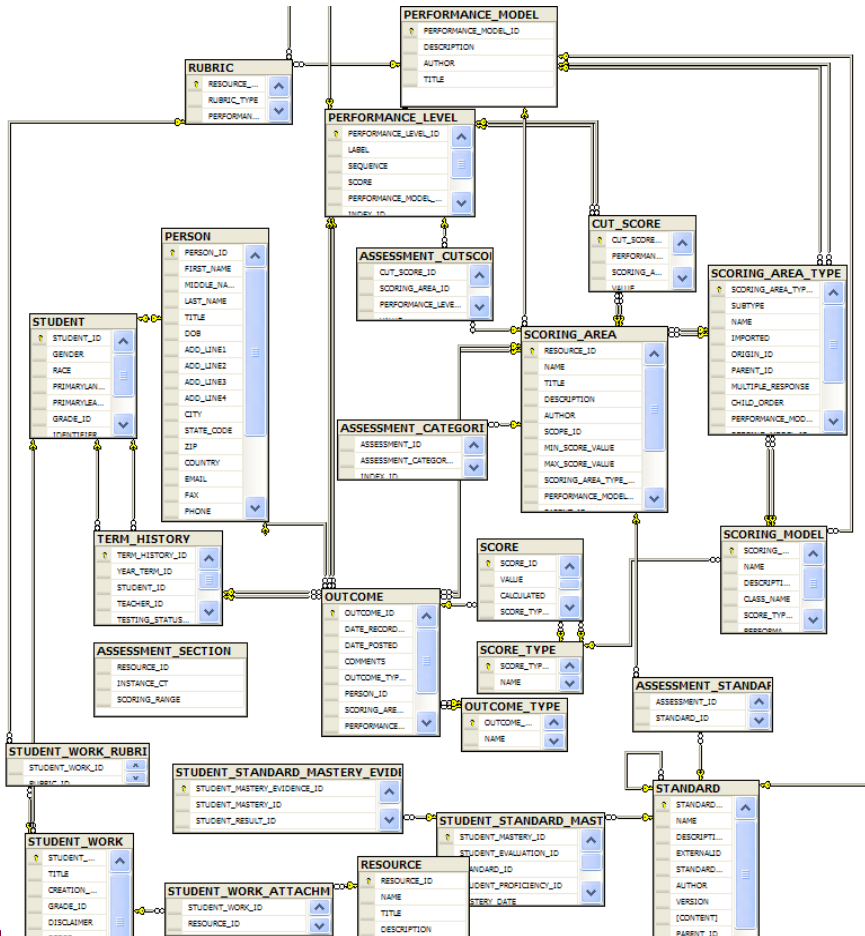 PERFORMANCE_MODEL
PERFORMANCE_MODEL_ID
DESCRIPTION
AUTHOR
TITLE
RUBRIC
RESOURCE_...
RUBRIC_TYPE
PERFORMAN...
PERFORMANCE_LEVEL
PERFORMANCE_LEVEL_ID
LABEL
SEQUENCE
SCORE
PERFORMANCE_MODEL_...
INDEX_ID
CUT_SCORE
CUT_SCORE...
PERFORMAN...
SCORING_A...
VALUE
PERSON
PERSON_ID
FIRST_NAME
MIDDLE_NA...
LAST_NAME
TITLE
DOB
ADD_LINE1
ADD_LINE2
ADD_LINE3
ADD_LINE4
CITY
STATE_CODE
ZIP
COUNTRY
EMAIL
FAX
PHONE
ASSESSMENT_CUTSCO
CUT_SCORE_ID
SCORING_AREA_ID
PERFORMANCE_LEVE...
SCORING_AREA_TYPE
SCORING_AREA_TYP...
SUBTYPE
NAME
IMPORTED
ORIGIN_ID
PARENT_ID
MULTIPLE_RESPONSE
CHILD_ORDER
PERFORMANCE_MOD...
STUDENT
STUDENT_ID
GENDER
RACE
PRIMARYLAN...
PRIMARYLEA...
GRADE_ID
IDENTIFIER
SCORING_AREA
RESOURCE_ID
NAME
TITLE
DESCRIPTION
AUTHOR
SCOPE_ID
MIN_SCORE_VALUE
MAX_SCORE_VALUE
SCORING_AREA_TYPE_...
PERFORMANCE_MODEL...
ASSESSMENT_CATEGORI
ASSESSMENT_ID
ASSESSMENT_CATEGOR...
INDEX_ID
TERM_HISTORY
TERM_HISTORY_ID
YEAR_TERM_ID
STUDENT_ID
TEACHER_ID
TESTING_STATUS...
SCORING_MODEL
SCORING_...
NAME
DESCRIPTI...
CLASS_NAME
SCORE_TYP...
SCORE
SCORE_ID
VALUE
CALCULATED
SCORE_TYP...
OUTCOME
OUTCOME_ID
DATE_RECORD...
DATE_POSTED
COMMENTS
OUTCOME_TYP...
PERSON_ID
SCORING_ARE...
PERFORMANCE...
ASSESSMENT_SECTION
RESOURCE_ID
INSTANCE_CT
SCORING_RANGE
SCORE_TYPE
SCORE_TYP...
NAME
OUTCOME_TYPE
OUTCOME_...
NAME
ASSESSMENT_STANDAR
ASSESSMENT_ID
STANDARD_ID
STUDENT_WORK_RUBRI
STUDENT_WORK_ID
RUBRIC_ID
STUDENT_STANDARD_MASTERY_EVIDE
STUDENT_MASTERY_EVIDENCE_ID
STUDENT_MASTERY_ID
STUDENT_RESULT_ID
STANDARD
STANDARD...
NAME
DESCRIPTI...
EXTERNALID
STANDARD...
AUTHOR
VERSION
[CONTENT]
PARENT_ID
STUDENT_STANDARD_MAST
STUDENT_MASTERY_ID
STUDENT_EVALUATION_ID
ANDARD_ID
UDENT_PROFICIENCY_ID
STERY_DATE
STUDENT_WORK
STUDENT_...
TITLE
CREATION_...
GRADE_ID
DISCLAIMER
RESOURCE
RESOURCE_ID
NAME
TITLE
DESCRIPTION
STUDENT_WORK_ATTACHM
STUDENT_WORK_ID
RESOURCE_ID